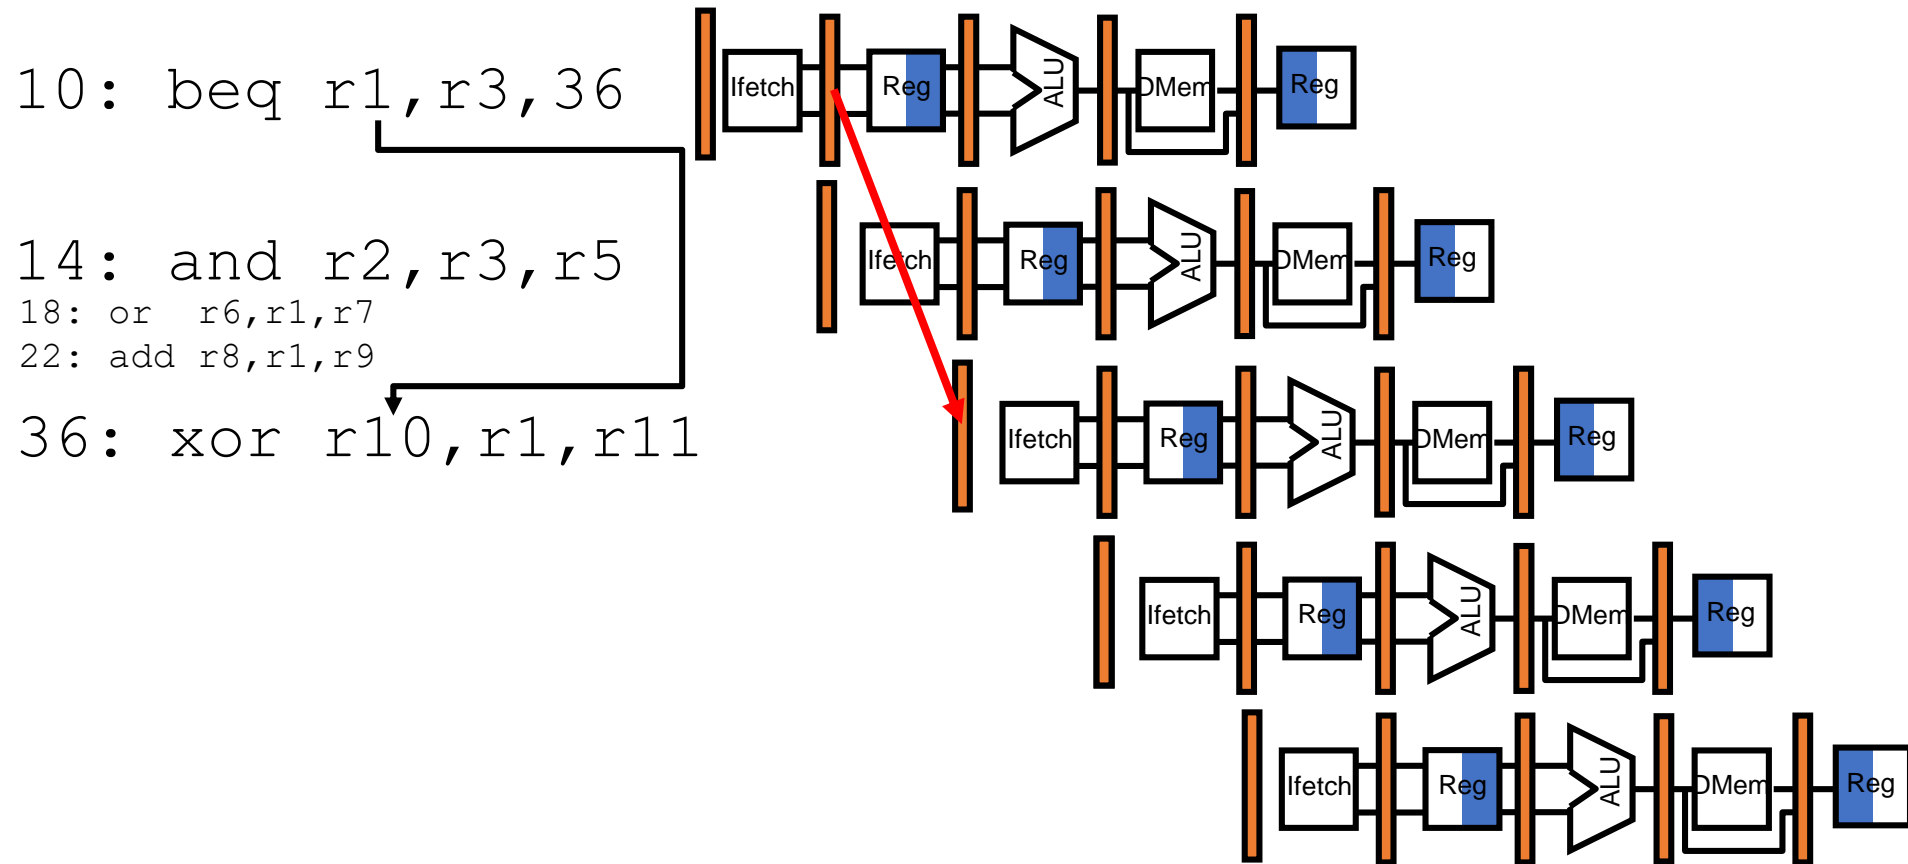 10: beq r1,r3,36
Ifetch Reg ALU DMem Reg
14: and r2,r3,r5
Ifetch Reg ALU DMem Reg
18: or r6,r1,r7
22: add r8,r1,r9
36: xor r10,r1,r11
Ifetch Reg ALU DMem Reg
Ifetch Reg ALU DMem Reg
Ifetch Reg ALU DMem Reg